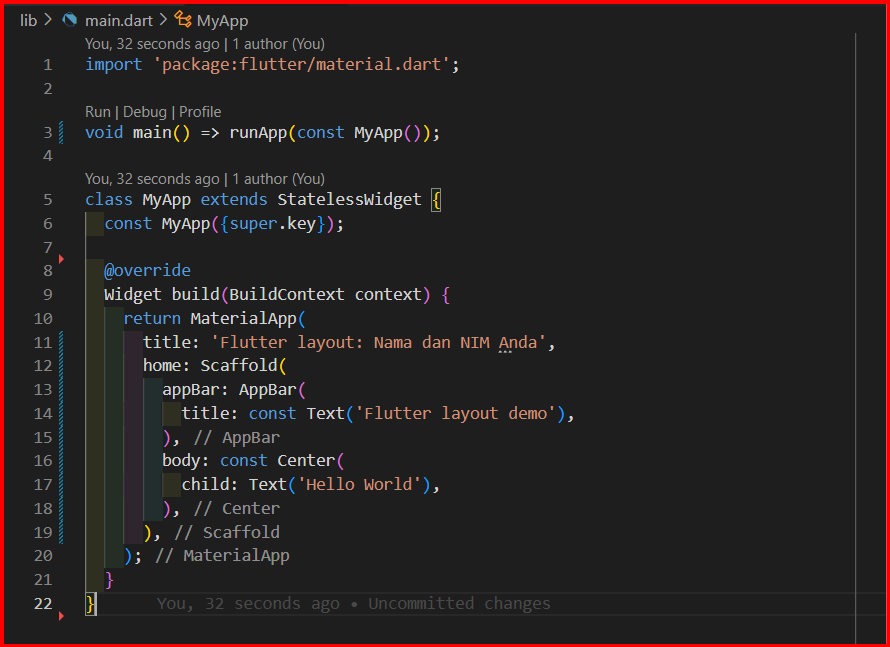 lib > main.dart > MyApp
You, 32 seconds ago | 1 author (You)
1 import 'package:flutter/material.dart';
2
Run | Debug | Profile
3 void main() => runApp(const MyApp());
4
You, 32 seconds ago | 1 author (You)
5 class MyApp extends StatelessWidget {
6   const MyApp({super.key});
7
8   @override
9   Widget build(BuildContext context) {
10     return MaterialApp(
11       title: 'Flutter layout: Nama dan NIM Anda',
12       home: Scaffold(
13         appBar: AppBar(
14           title: const Text('Flutter layout demo'),
15         ), // AppBar
16         body: const Center(
17           child: Text('Hello World'),
18         ), // Center
19       ), // Scaffold
20     ); // MaterialApp
21   }
22 } You, 32 seconds ago • Uncommitted changes